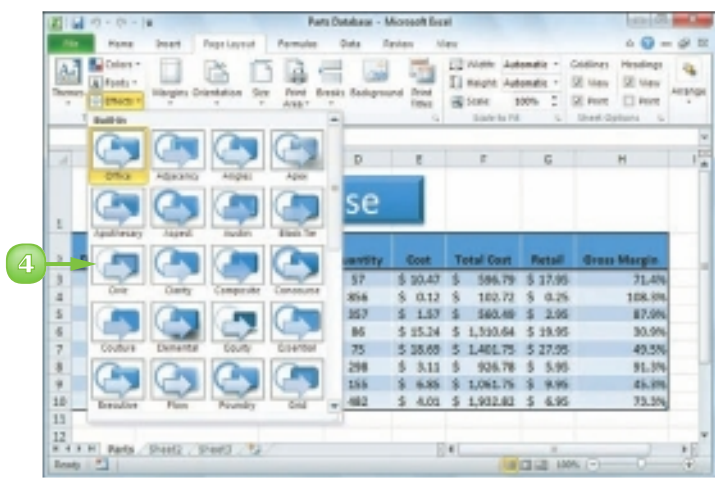 Parts Database - Microsoft Excel
File Home Insert Page Layout Formulas Data Review View
Colors Width: Automatic Gridlines Headings
Themes Fonts Margins Orientation Size Print Area Breaks Background Print Titles Height: Automatic View View Arrange
Effects Scale: 100% Print Print
Scale to Fit Sheet Options
Built-In
D E F G H
Office Adjacency Angles Apex
se
1
Apothecary Aspect Austin Black Tie
2 uantity Cost Total Cost Retail Gross Margin
4
3 57 $ 10.47 $ 596.79 $ 17.95 71.4%
Civic Clarity Composite Concourse
4 856 $ 0.12 $ 102.72 $ 0.25 108.3%
5 357 $ 1.57 $ 560.49 $ 2.95 87.9%
6 86 $ 15.24 $ 1,310.64 $ 19.95 30.9%
7 75 $ 18.69 $ 1,401.75 $ 27.95 49.5%
Couture Elemental Equity Essential
8 298 $ 3.11 $ 926.78 $ 5.95 91.3%
9 155 $ 6.85 $ 1,061.75 $ 9.95 45.3%
10 482 $ 4.01 $ 1,932.82 $ 6.95 73.3%
Executive Flow Foundry Grid
11
12
Parts Sheet2 Sheet3
Ready 100%